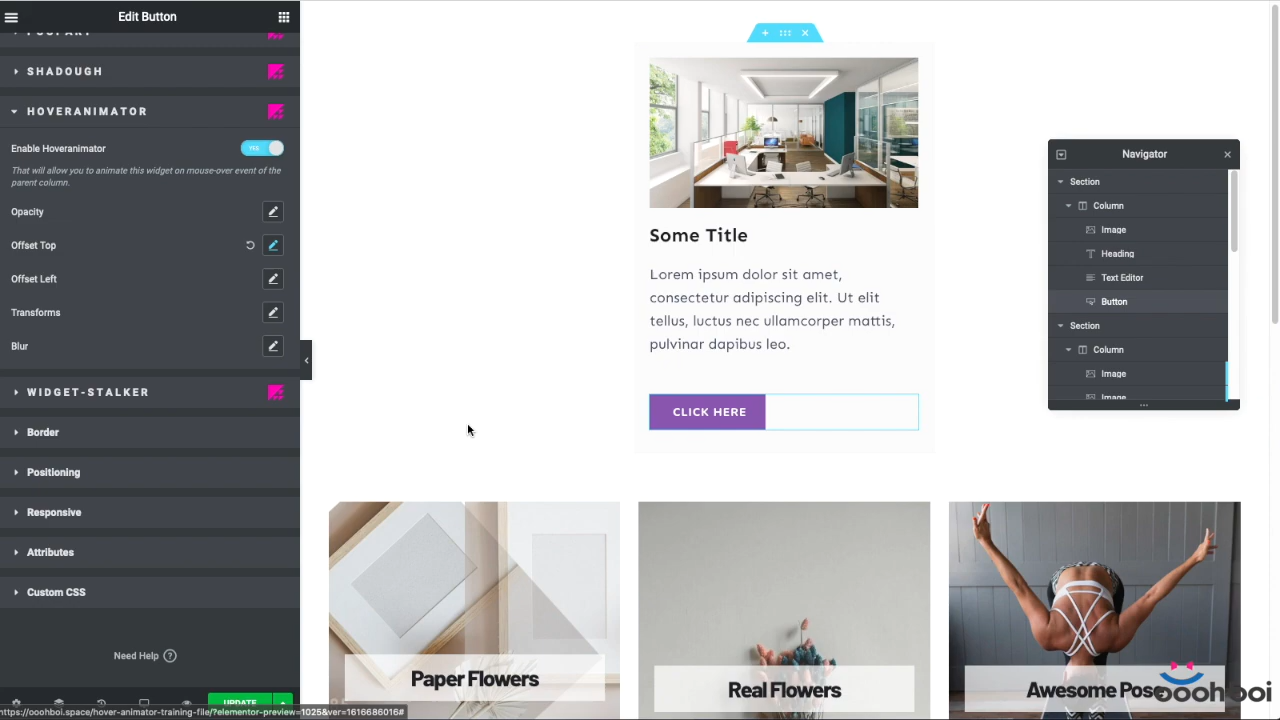 Edit Button
SHADOUGH
HOVERANIMATOR
Enable Hoveranimator
YES
That will allow you to animate this widget on mouse-over event of the
parent column.
Opacity
Offset Top
Offset Left
Transforms
Blur
WIDGET-STALKER
Border
Positioning
Responsive
Attributes
Custom CSS
Need Help ?
UPDATE
https://oohboi.space/hover-animator-training-file/?elementor-preview=1025&ver=1616686016#
Some Title
Lorem ipsum dolor sit amet,
consectetur adipiscing elit. Ut elit
tellus, luctus nec ullamcorper mattis,
pulvinar dapibus leo.
CLICK HERE
Navigator
Section
Column
Image
Heading
Text Editor
Button
Section
Column
Image
Image
Paper Flowers
Real Flowers
Awesome Pose
ooohboi